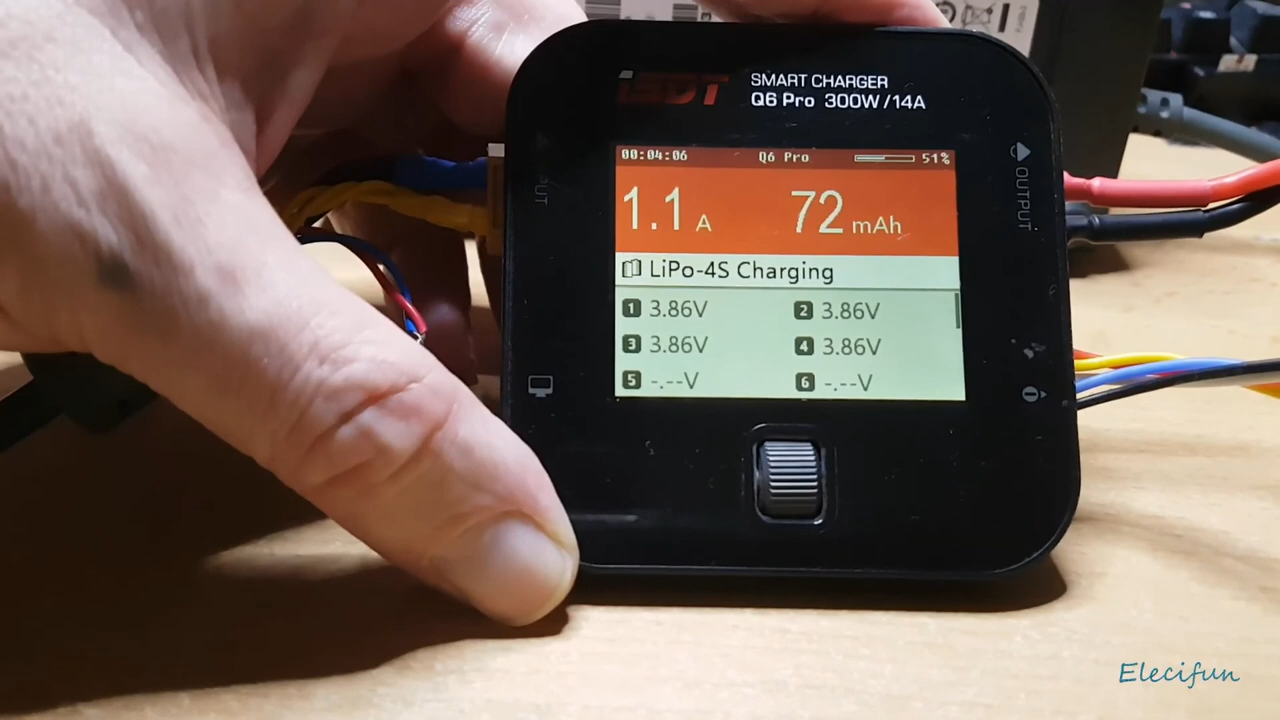 SMART CHARGER
Q6 Pro 300W/14A
00:04:06 Q6 Pro 51%
1.1 A 72 mAh
LiPo-4S Charging
1 3.86V 2 3.86V
3 3.86V 4 3.86V
5 -.--V 6 -.--V
OUTPUT
Elecifun